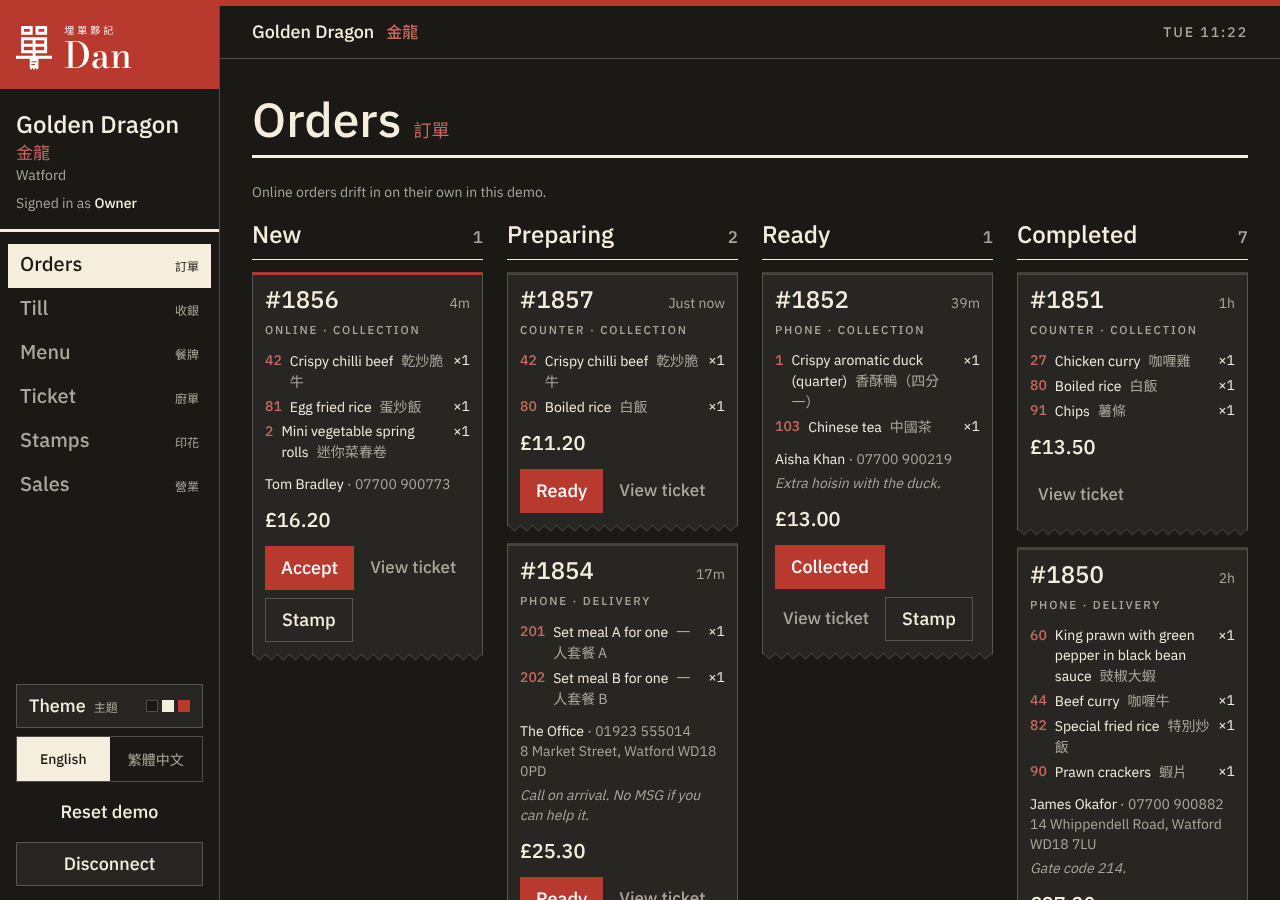 單
埋單夥記
Dan
Golden Dragon
金龍
Watford
Signed in as Owner
Orders 訂單
Till 收銀
Menu 餐牌
Ticket 廚單
Stamps 印花
Sales 營業
Theme 主題
English 繁體中文
Reset demo
Disconnect
Golden Dragon 金龍
TUE 11:22
Orders 訂單
Online orders drift in on their own in this demo.
New 1
#1856 4m
ONLINE · COLLECTION
42 Crispy chilli beef 乾炒脆 ×1
牛
81 Egg fried rice 蛋炒飯 ×1
2 Mini vegetable spring ×1
rolls 迷你菜春卷
Tom Bradley · 07700 900773
£16.20
Accept View ticket
Stamp
Preparing 2
#1857 Just now
COUNTER · COLLECTION
42 Crispy chilli beef 乾炒脆 ×1
牛
80 Boiled rice 白飯 ×1
£11.20
Ready View ticket
#1854 17m
PHONE · DELIVERY
201 Set meal A for one 一 ×1
人套餐 A
202 Set meal B for one 一 ×1
人套餐 B
The Office · 01923 555014
8 Market Street, Watford WD18
0PD
Call on arrival. No MSG if you
can help it.
£25.30
Ready View ticket
Ready 1
#1852 39m
PHONE · COLLECTION
1 Crispy aromatic duck ×1
(quarter) 香酥鴨（四分
一）
103 Chinese tea 中國茶 ×1
Aisha Khan · 07700 900219
Extra hoisin with the duck.
£13.00
Collected
View ticket Stamp
Completed 7
#1851 1h
COUNTER · COLLECTION
27 Chicken curry 咖喱雞 ×1
80 Boiled rice 白飯 ×1
91 Chips 薯條 ×1
£13.50
View ticket
#1850 2h
PHONE · DELIVERY
60 King prawn with green ×1
pepper in black bean
sauce 豉椒大蝦
44 Beef curry 咖喱牛 ×1
82 Special fried rice 特別炒 ×1
飯
90 Prawn crackers 蝦片 ×1
James Okafor · 07700 900882
14 Whippendell Road, Watford
WD18 7LU
Gate code 214.